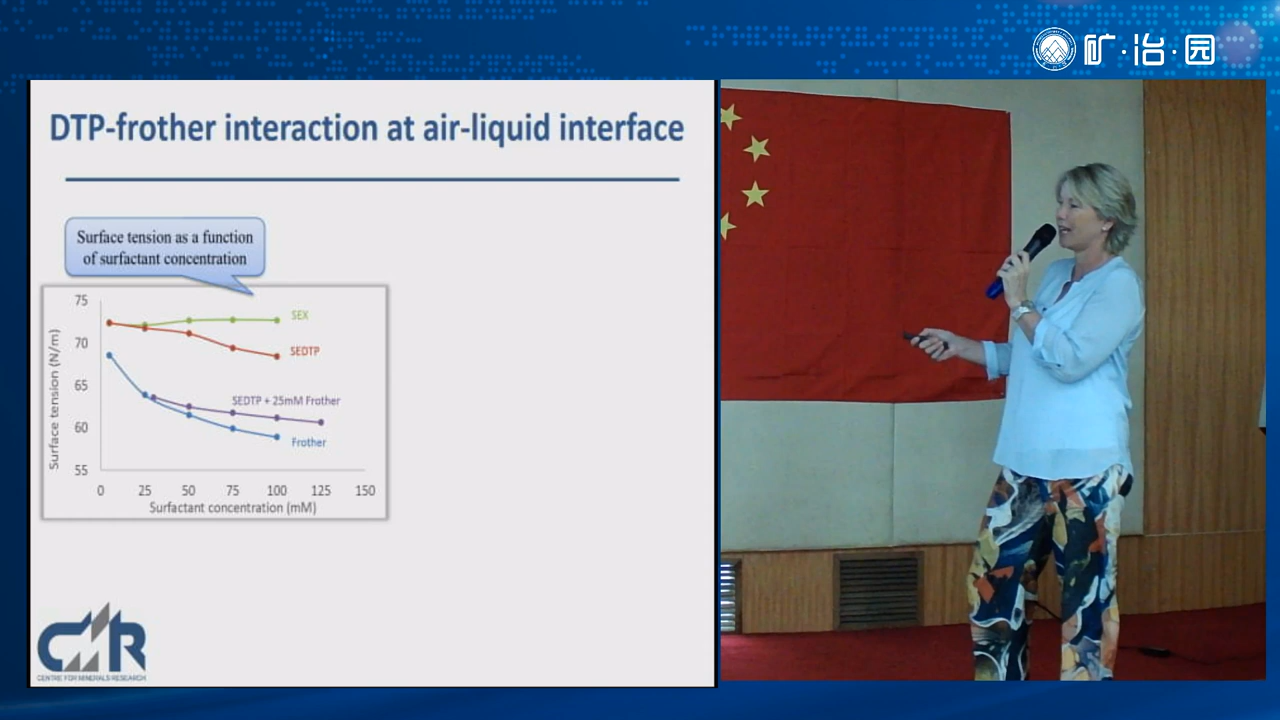 矿·冶·园
DTP-frother interaction at air-liquid interface
Surface tension as a function
of surfactant concentration
75
70
65
60
55
Surface tension (N/m)
SEX
SEDTP
SEDTP + 25mM Frother
Frother
0 25 50 75 100 125 150
Surfactant concentration (mM)
CMR
CENTRE FOR MINERALS RESEARCH